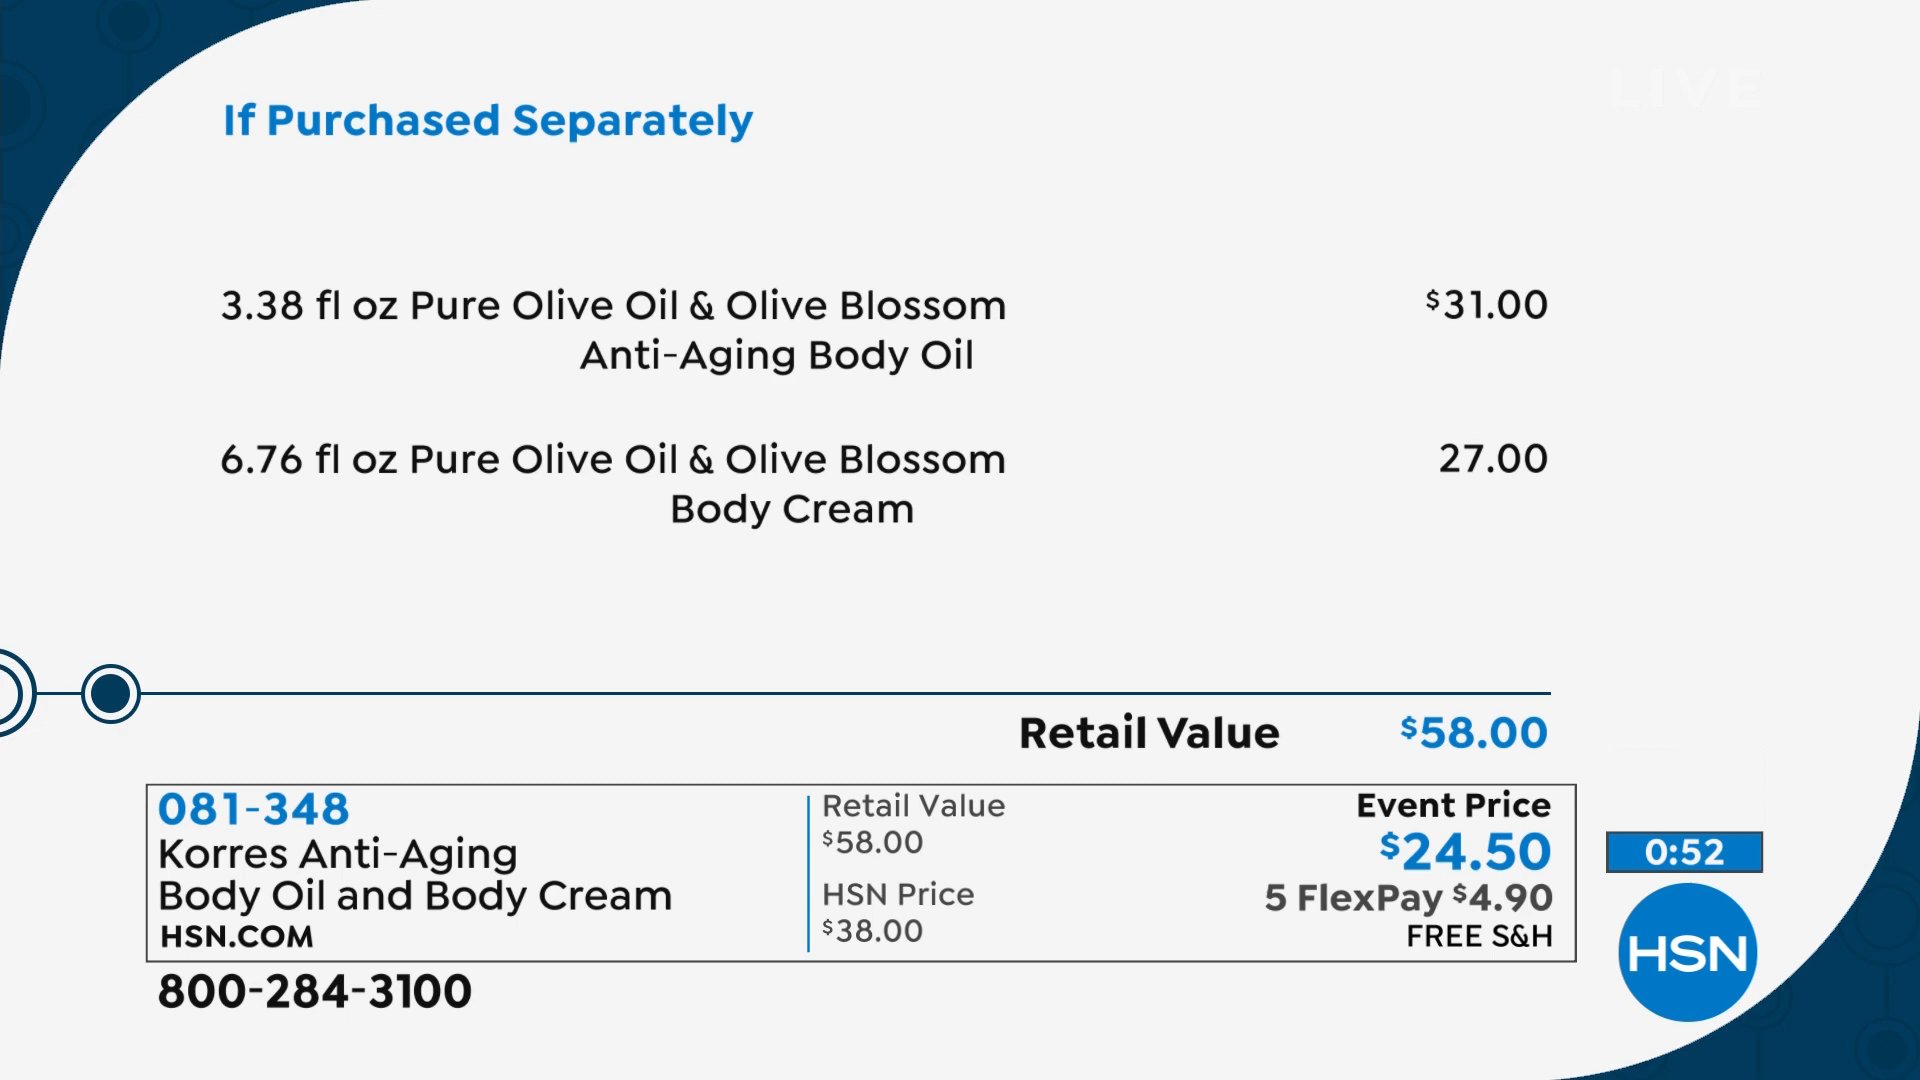 LIVE
If Purchased Separately
3.38 fl oz Pure Olive Oil & Olive Blossom $31.00
Anti-Aging Body Oil
6.76 fl oz Pure Olive Oil & Olive Blossom 27.00
Body Cream
Retail Value $58.00
081-348
Korres Anti-Aging
Body Oil and Body Cream
HSN.COM
Retail Value
$58.00
HSN Price
$38.00
Event Price
$24.50
5 FlexPay $4.90
FREE S&H
0:52
HSN
800-284-3100